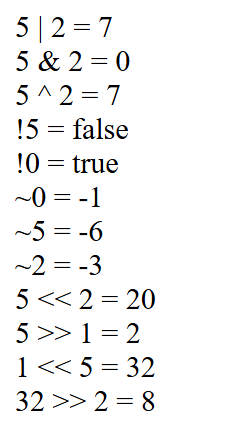 5 | 2 = 7
5 & 2 = 0
5 ^ 2 = 7
!5 = false
!0 = true
~0 = -1
~5 = -6
~2 = -3
5 << 2 = 20
5 >> 1 = 2
1 << 5 = 32
32 >> 2 = 8